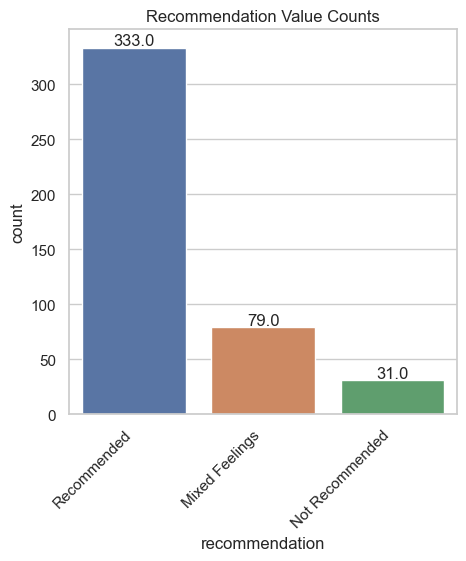 Recommendation Value Counts
333.0
300
250
200
150
100
50
0
count
79.0
31.0
Recommended
Mixed Feelings
Not Recommended
recommendation